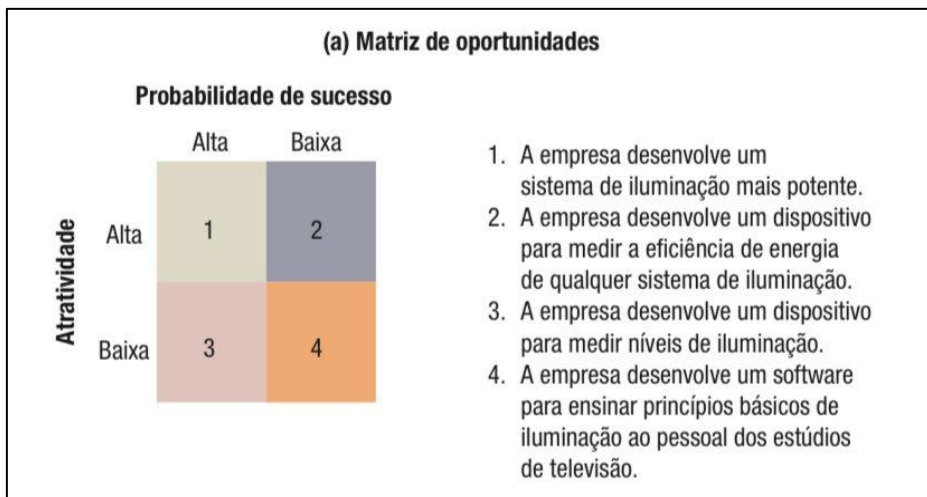 (a) Matriz de oportunidades
Probabilidade de sucesso
Alta Baixa
Atratividade
Alta 1 2
Baixa 3 4
1. A empresa desenvolve um
sistema de iluminação mais potente.
2. A empresa desenvolve um dispositivo
para medir a eficiência de energia
de qualquer sistema de iluminação.
3. A empresa desenvolve um dispositivo
para medir níveis de iluminação.
4. A empresa desenvolve um software
para ensinar princípios básicos de
iluminação ao pessoal dos estúdios
de televisão.